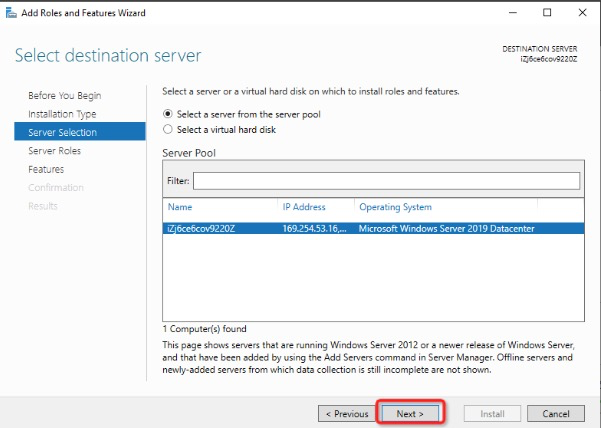 Add Roles and Features Wizard
Select destination server
DESTINATION SERVER
iZj6ce6cov9220Z
Before You Begin
Installation Type
Server Selection
Server Roles
Features
Confirmation
Results
Select a server or a virtual hard disk on which to install roles and features.
Select a server from the server pool
Select a virtual hard disk
Server Pool
Filter:
Name IP Address Operating System
iZj6ce6cov9220Z 169.254.53.16,... Microsoft Windows Server 2019 Datacenter
1 Computer(s) found
This page shows servers that are running Windows Server 2012 or a newer release of Windows Server,
and that have been added by using the Add Servers command in Server Manager. Offline servers and
newly-added servers from which data collection is still incomplete are not shown.
< Previous Next > Install Cancel